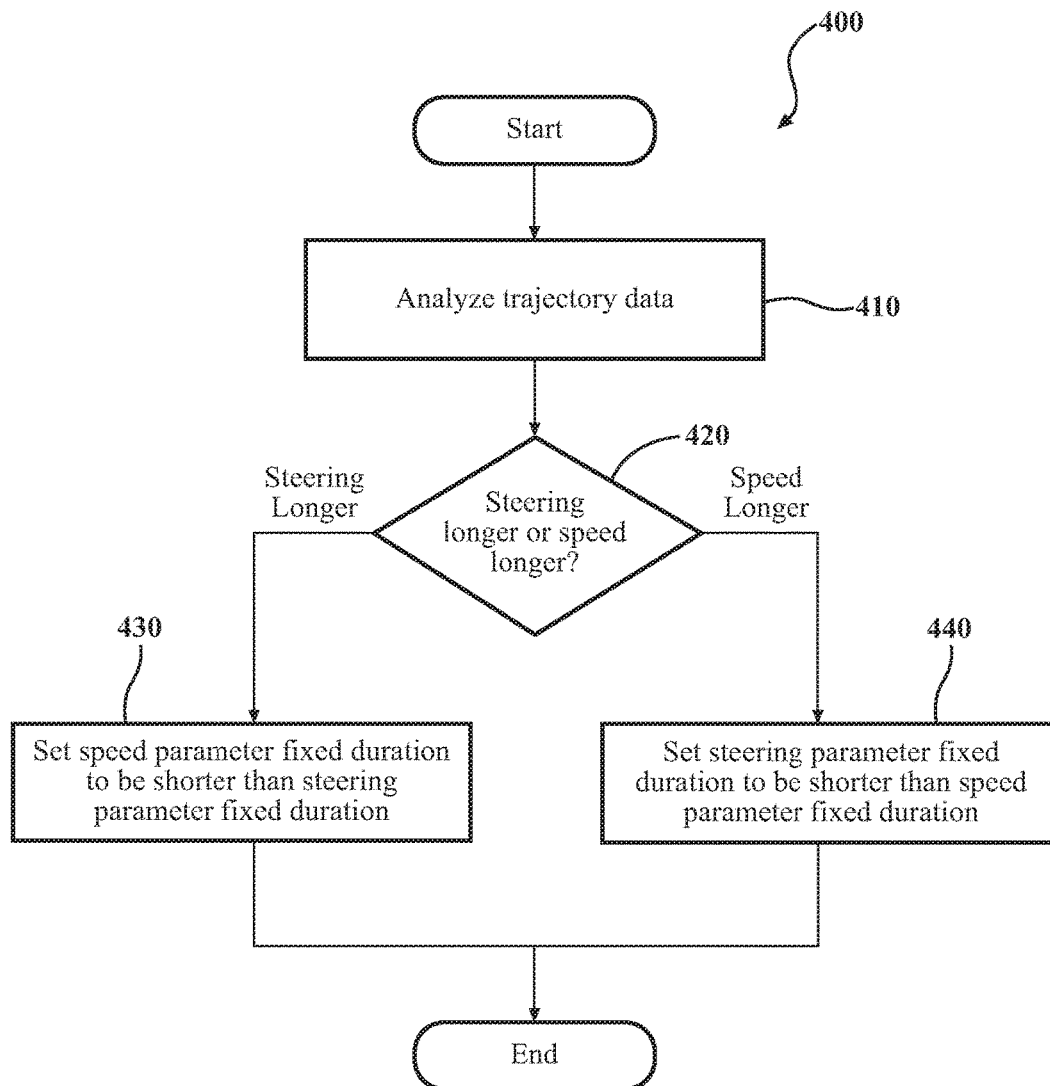 400
Start
Analyze trajectory data
410
420
Steering
Longer
Steering
longer or speed
longer?
Speed
Longer
430
440
Set speed parameter fixed duration
to be shorter than steering
parameter fixed duration
Set steering parameter fixed
duration to be shorter than speed
parameter fixed duration
End